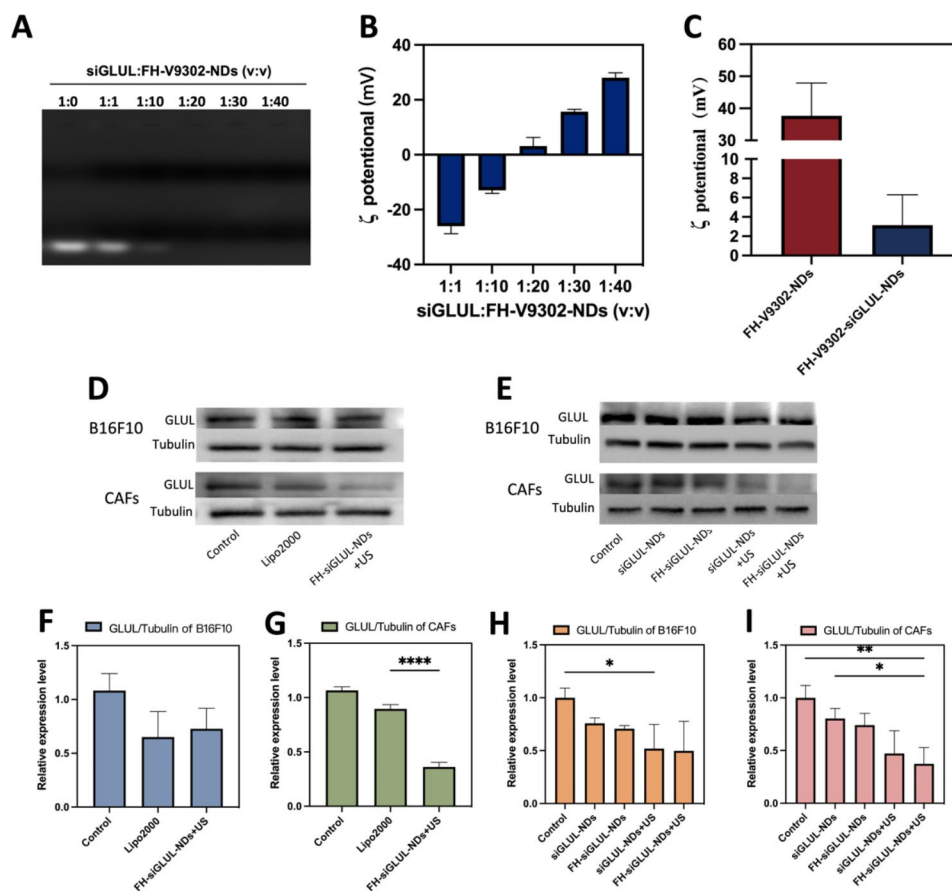 A
siGLUL:FH-V9302-NDs (v:v)
1:0 1:1 1:10 1:20 1:30 1:40
B
ζ potentional (mV)
40
20
0
-20
-40
1:1 1:10 1:20 1:30 1:40
siGLUL:FH-V9302-NDs (v:v)
C
ζ potentional (mV)
60
50
40
30
10
8
6
4
2
0
FH-V9302-NDs
FH-V9302-siGLUL-NDs
D
B16F10
GLUL
Tubulin
CAFs
GLUL
Tubulin
Control
Lipo2000
FH-siGLUL-NDs
+US
E
B16F10
GLUL
Tubulin
CAFs
GLUL
Tubulin
Control
siGLUL-NDs
FH-siGLUL-NDs
siGLUL-NDs
+US
FH-siGLUL-NDs
+US
F
GLUL/Tubulin of B16F10
Relative expression level
1.5
1.0
0.5
0.0
Control
Lipo2000
FH-siGLUL-NDs+US
G
GLUL/Tubulin of CAFs
Relative expression level
1.5
1.0
0.5
0.0
****
Control
Lipo2000
FH-siGLUL-NDs+US
H
GLUL/Tubulin of B16F10
Relative expression level
1.5
1.0
0.5
0.0
*
Control
siGLUL-NDs
FH-siGLUL-NDs
siGLUL-NDs+US
FH-siGLUL-NDs+US
I
GLUL/Tubulin of CAFs
Relative expression level
1.5
1.0
0.5
0.0
**
*
Control
siGLUL-NDs
FH-siGLUL-NDs
siGLUL-NDs+US
FH-siGLUL-NDs+US